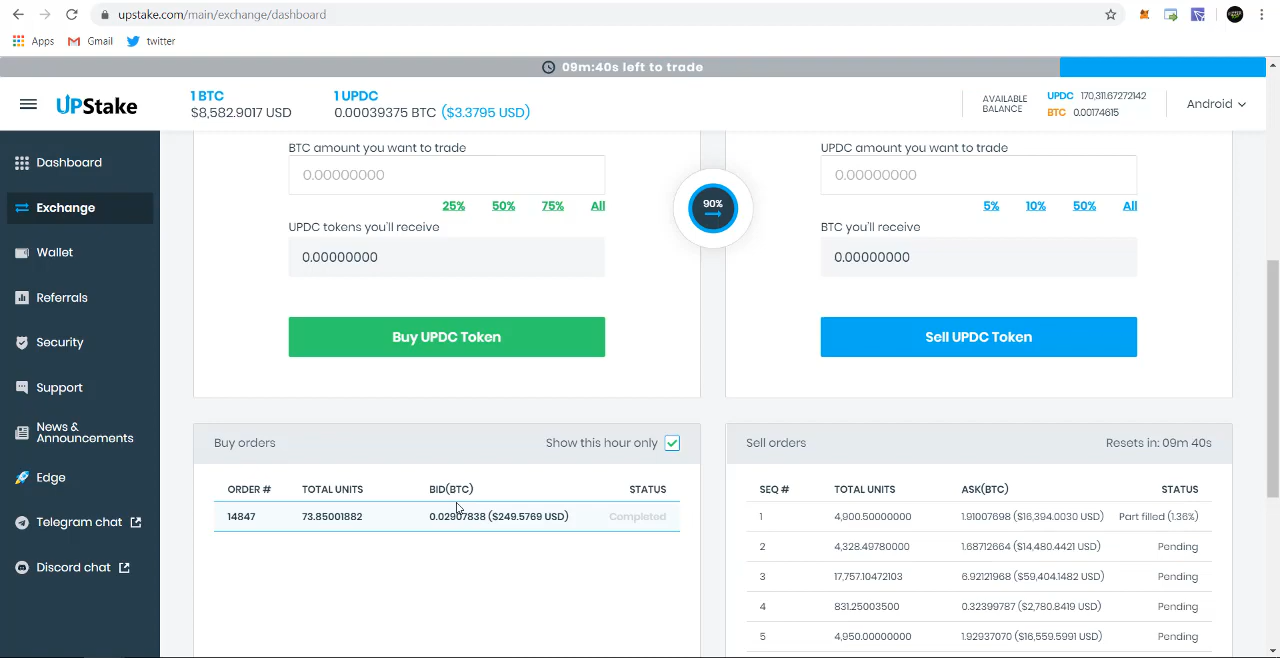 upstake.com/main/exchange/dashboard
Apps Gmail twitter
09m:40s left to trade
UPStake
1 BTC
$8,582.9017 USD
1 UPDC
0.00039375 BTC ($3.3795 USD)
AVAILABLE BALANCE
UPDC 170,311.67272142
BTC 0.00174615
Android
Dashboard
Exchange
Wallet
Referrals
Security
Support
News &
Announcements
Edge
Telegram chat
Discord chat
BTC amount you want to trade
0.00000000
25% 50% 75% All
UPDC tokens you'll receive
0.00000000
Buy UPDC Token
90%
UPDC amount you want to trade
0.00000000
5% 10% 50% All
BTC you'll receive
0.00000000
Sell UPDC Token
Buy orders Show this hour only
ORDER # TOTAL UNITS BID(BTC) STATUS
14847 73.85001882 0.02907838 ($249.5769 USD) Completed
Sell orders Resets in: 09m 40s
SEQ # TOTAL UNITS ASK(BTC) STATUS
1 4,900.50000000 1.91007698 ($16,394.0030 USD) Part filled (1.36%)
2 4,328.49780000 1.68712664 ($14,480.4421 USD) Pending
3 17,757.10472103 6.92121968 ($59,404.1482 USD) Pending
4 831.25003500 0.32399787 ($2,780.8419 USD) Pending
5 4,950.00000000 1.92937070 ($16,559.5991 USD) Pending